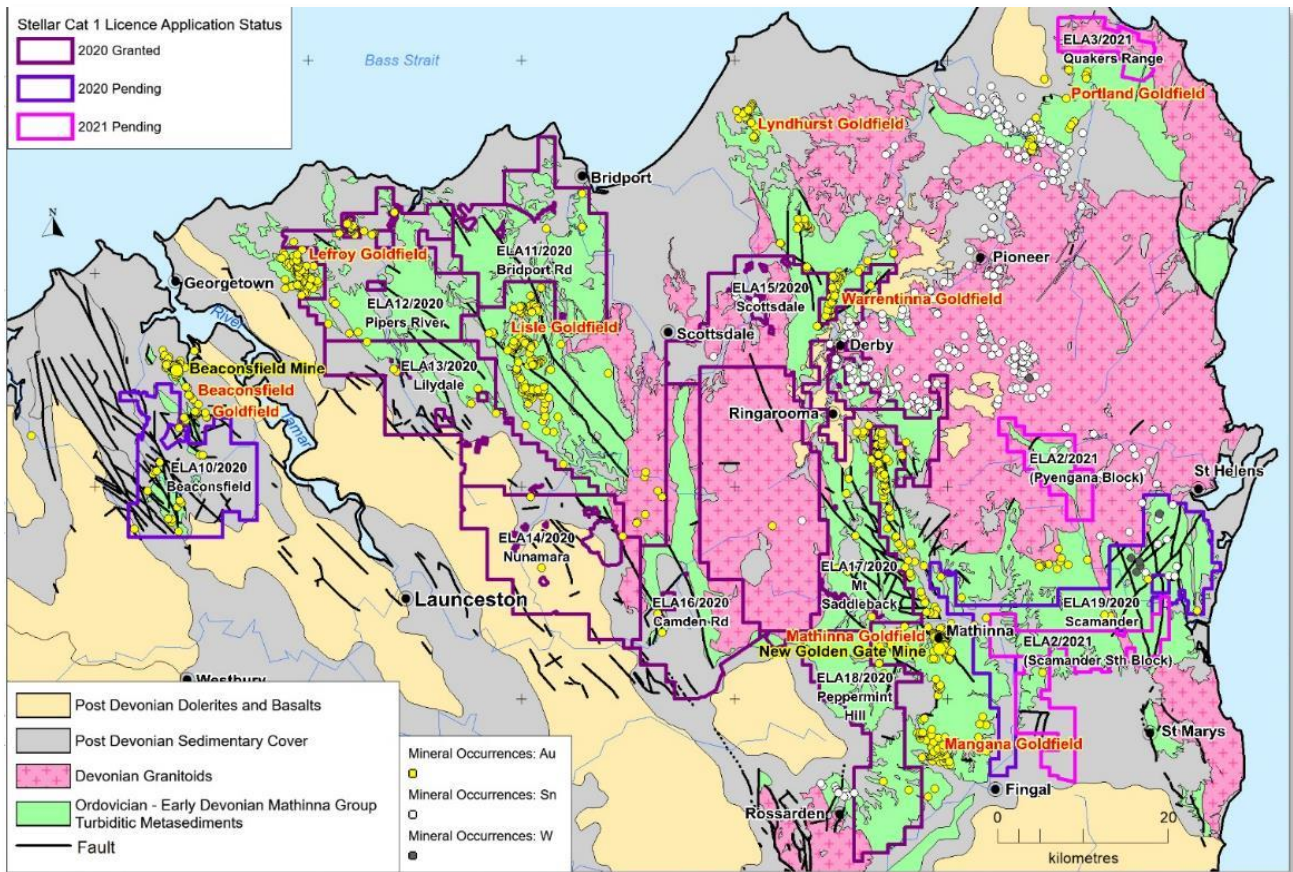 Stellar Cat 1 Licence Application Status
2020 Granted
2020 Pending
2021 Pending
Bass Strait
ELA3/2021
Quakers Range
Portland Goldfield
Lyndhurst Goldfield
Bridport
N
Lefroy Goldfield
ELA11/2020
Bridport Rd
Pioneer
Georgetown
ELA15/2020
Scottsdale
Warrentinna Goldfield
ELA12/2020
Pipers River
River
Lisle Goldfield
Scottsdale
Derby
Beaconsfield Mine
Beaconsfield
Goldfield
ELA13/2020
Lilydale
Tamar
Ringarooma
ELA10/2020
Beaconsfield
ELA2/2021
(Pyengana Block)
St Helens
ELA14/2020
Nunamara
ELA17/2020
Mt
Saddleback
Launceston
ELA16/2020
Camden Rd
ELA19/2020
Scamander
Mathinna Goldfield
Mathinna
New Golden Gate Mine
ELA2/2021
(Scamander Sth Block)
Westbury
ELA18/2020
Peppermint
Hill
St Marys
Mangana Goldfield
Fingal
Rossarden
Post Devonian Dolerites and Basalts
Post Devonian Sedimentary Cover
Devonian Granitoids
Ordovician - Early Devonian Mathinna Group
Turbiditic Metasediments
Fault
Mineral Occurrences: Au
Mineral Occurrences: Sn
Mineral Occurrences: W
0 20
kilometres